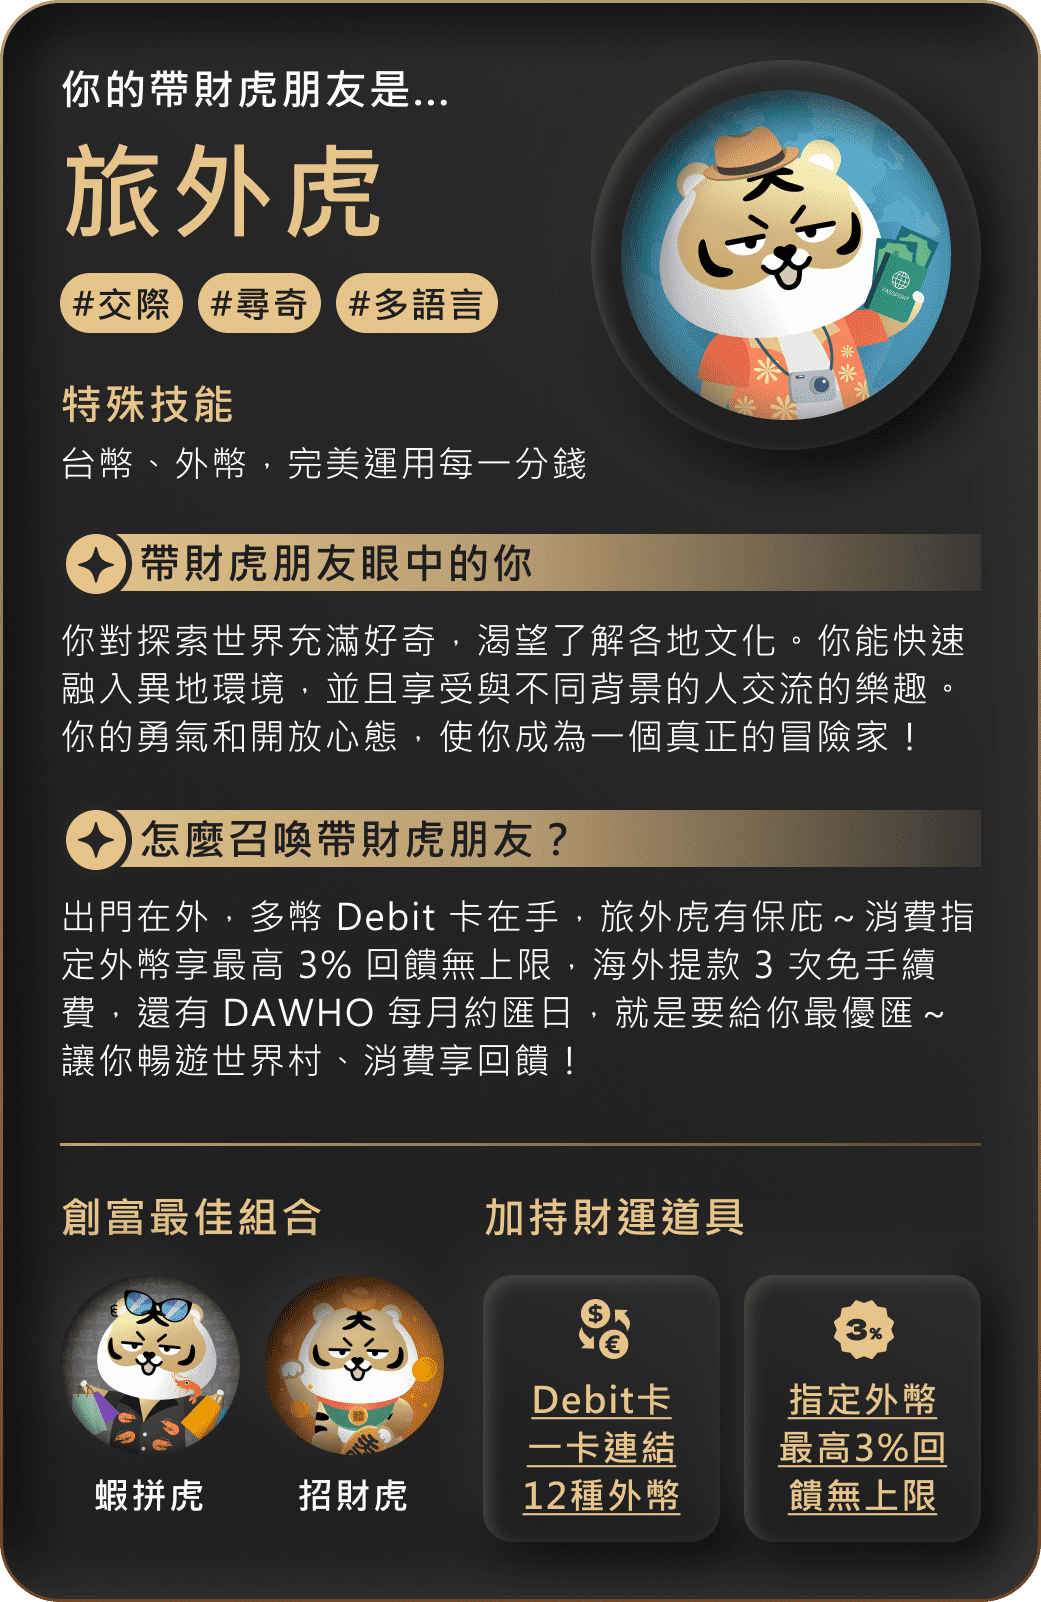 你的帶財虎朋友是...
旅外虎
#交際 #尋奇 #多語言
特殊技能
台幣、外幣，完美運用每一分錢
PASSPORT
帶財虎朋友眼中的你
你對探索世界充滿好奇，渴望了解各地文化。你能快速
融入異地環境，並且享受與不同背景的人交流的樂趣。
你的勇氣和開放心態，使你成為一個真正的冒險家！
怎麼召喚帶財虎朋友？
出門在外，多幣 Debit 卡在手，旅外虎有保庇~消費指
定外幣享最高 3% 回饋無上限，海外提款 3 次免手續
費，還有 DAWHO 每月約匯日，就是要給你最優匯~
讓你暢遊世界村、消費享回饋！
創富最佳組合
蝦拼虎
招財虎
加持財運道具
$
€
Debit卡
一卡連結
12種外幣
3%
指定外幣
最高3%回
饋無上限